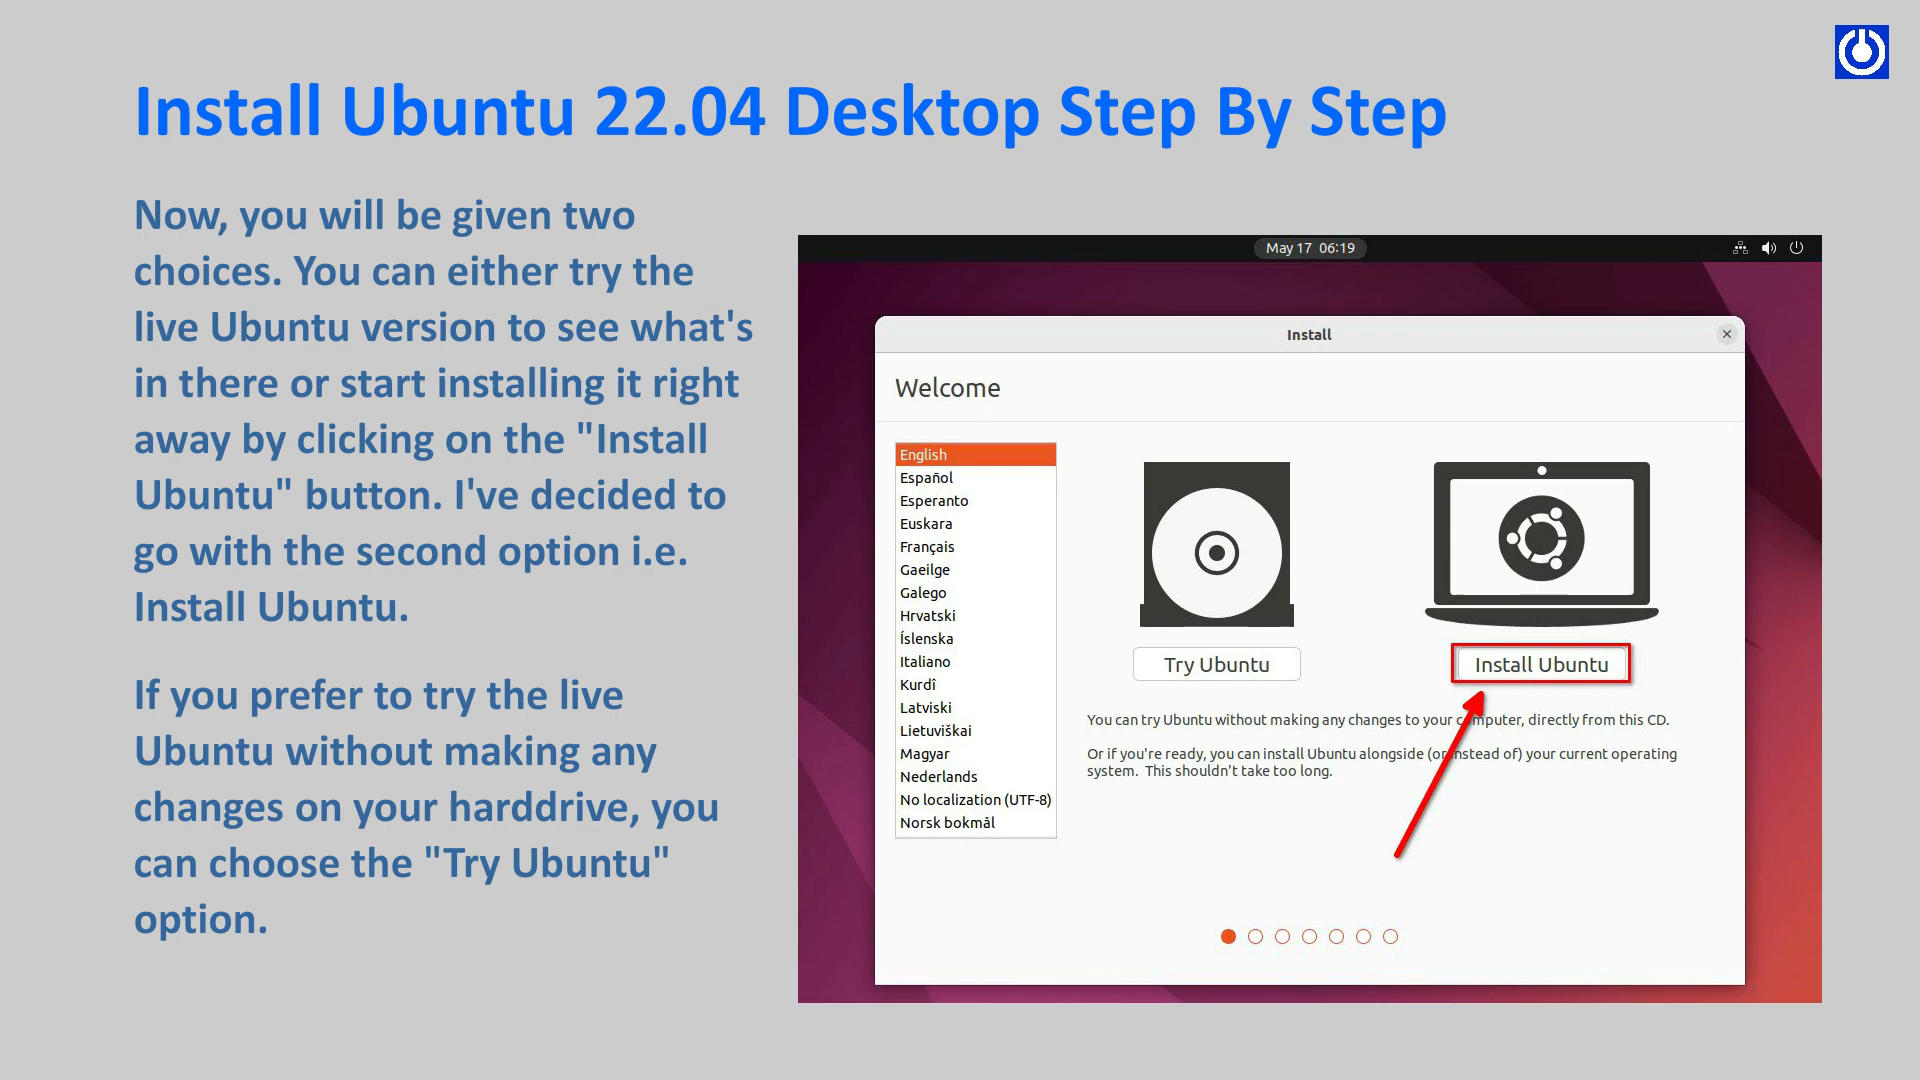 Install Ubuntu 22.04 Desktop Step By Step
Now, you will be given two
choices. You can either try the
live Ubuntu version to see what's
in there or start installing it right
away by clicking on the "Install
Ubuntu" button. I've decided to
go with the second option i.e.
Install Ubuntu.
If you prefer to try the live
Ubuntu without making any
changes on your harddrive, you
can choose the "Try Ubuntu"
option.
May 17 06:19
Install
Welcome
English
Español
Esperanto
Euskara
Français
Gaeilge
Galego
Hrvatski
Íslenska
Italiano
Kurdî
Latviski
Lietuviškai
Magyar
Nederlands
No localization (UTF-8)
Norsk bokmål
Try Ubuntu
Install Ubuntu
You can try Ubuntu without making any changes to your computer, directly from this CD.
Or if you're ready, you can install Ubuntu alongside (or instead of) your current operating
system. This shouldn't take too long.